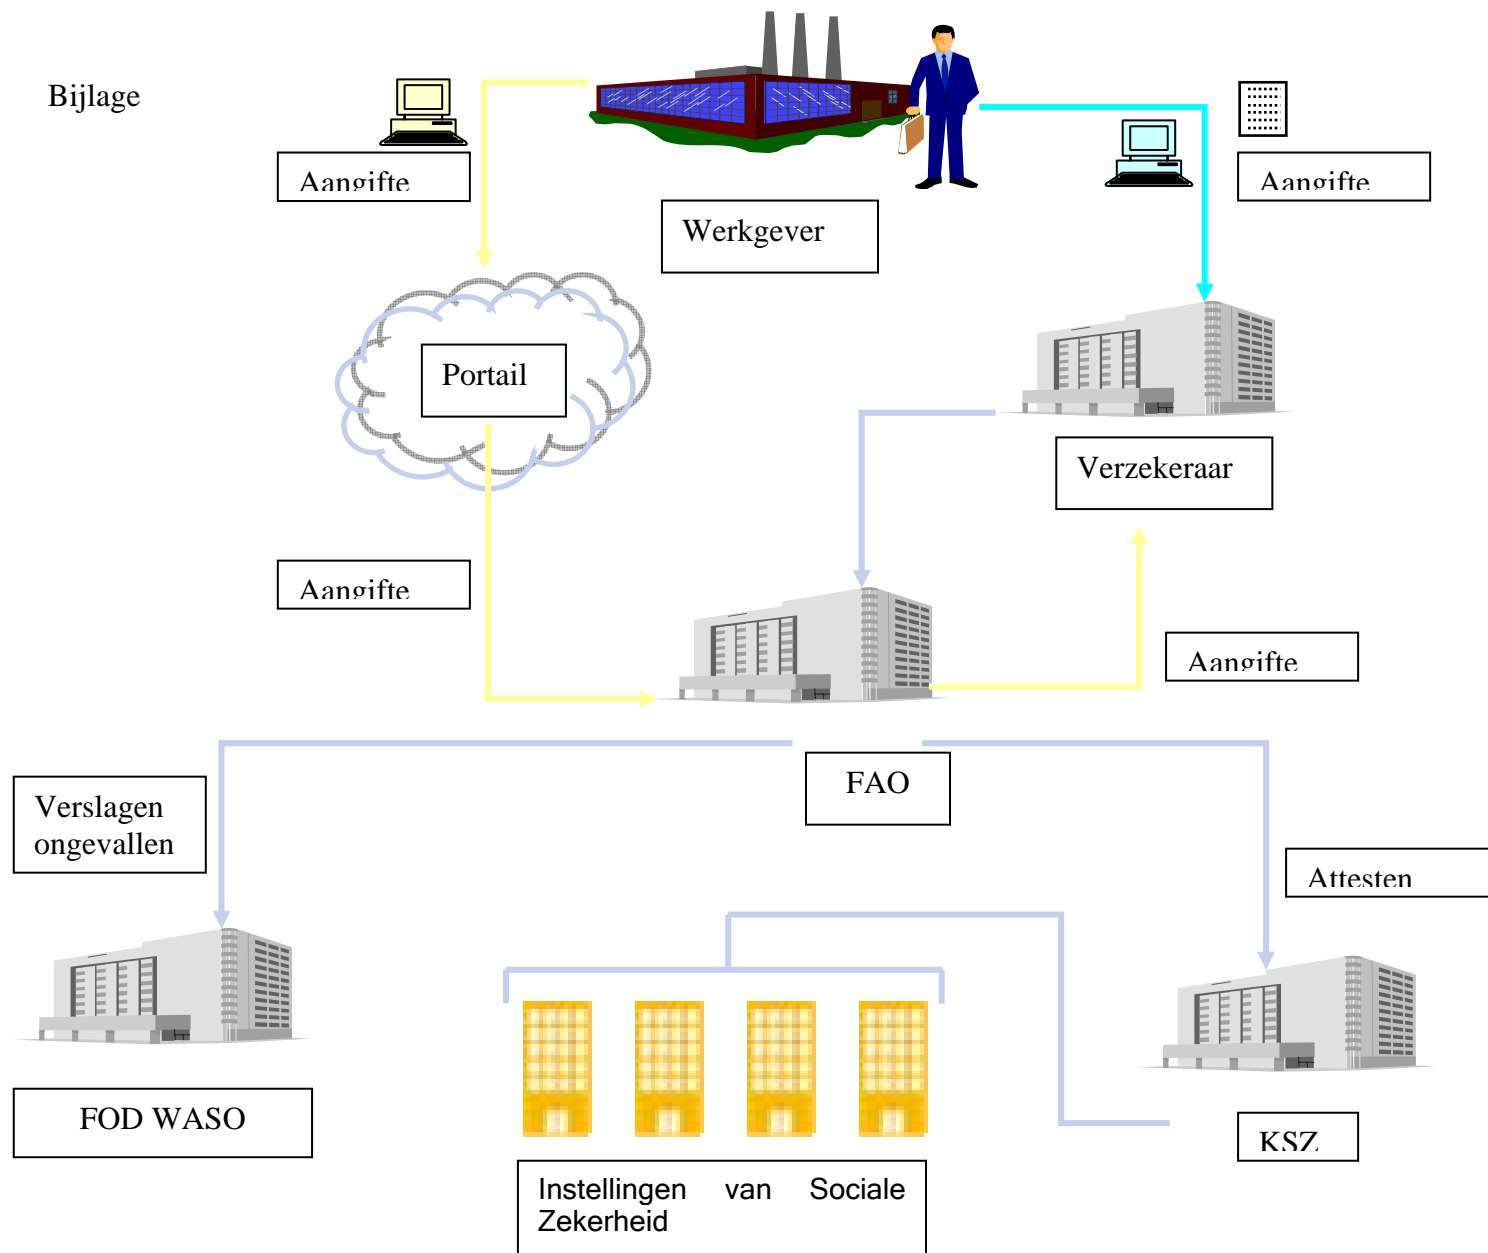 Bijlage
Aangifte
Aangifte
Werkgever
Portail
Verzekeraar
Aangifte
Aangifte
FAO
Verslagen
ongevallen
Attesten
FOD WASO
KSZ
Instellingen van Sociale
Zekerheid